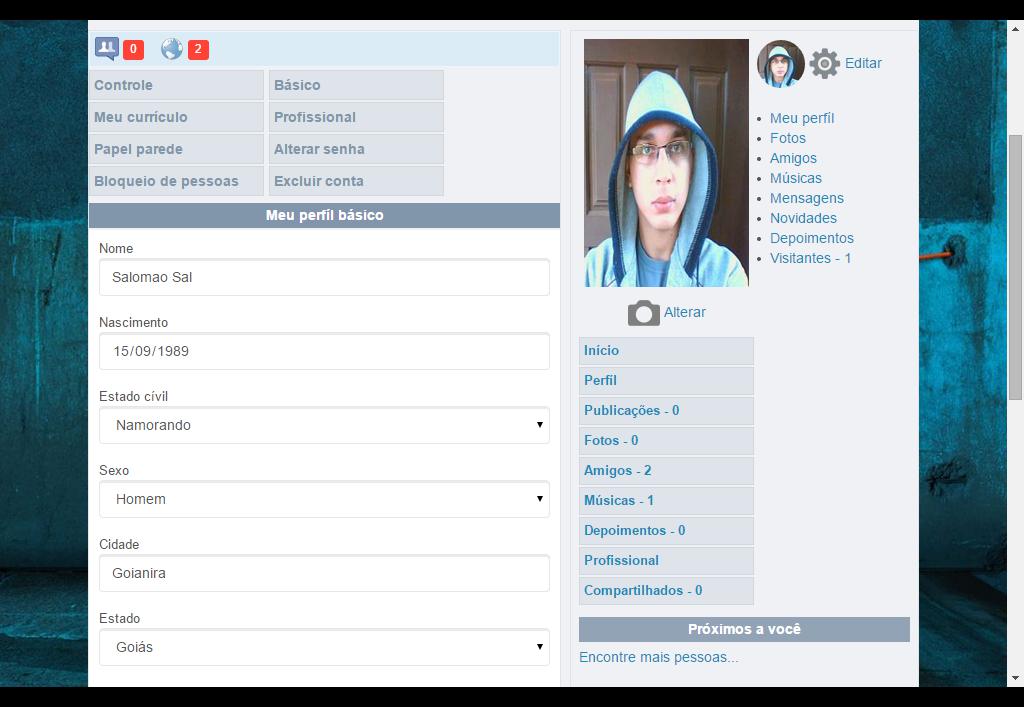 0 2
Controle Básico
Meu currículo Profissional
Papel parede Alterar senha
Bloqueio de pessoas Excluir conta
Meu perfil básico
Nome
Salomao Sal
Nascimento
15/09/1989
Estado cívil
Namorando
Sexo
Homem
Cidade
Goianira
Estado
Goiás
Editar
Meu perfil
Fotos
Amigos
Músicas
Mensagens
Novidades
Depoimentos
Visitantes - 1
Alterar
Início
Perfil
Publicações - 0
Fotos - 0
Amigos - 2
Músicas - 1
Depoimentos - 0
Profissional
Compartilhados - 0
Próximos a você
Encontre mais pessoas...